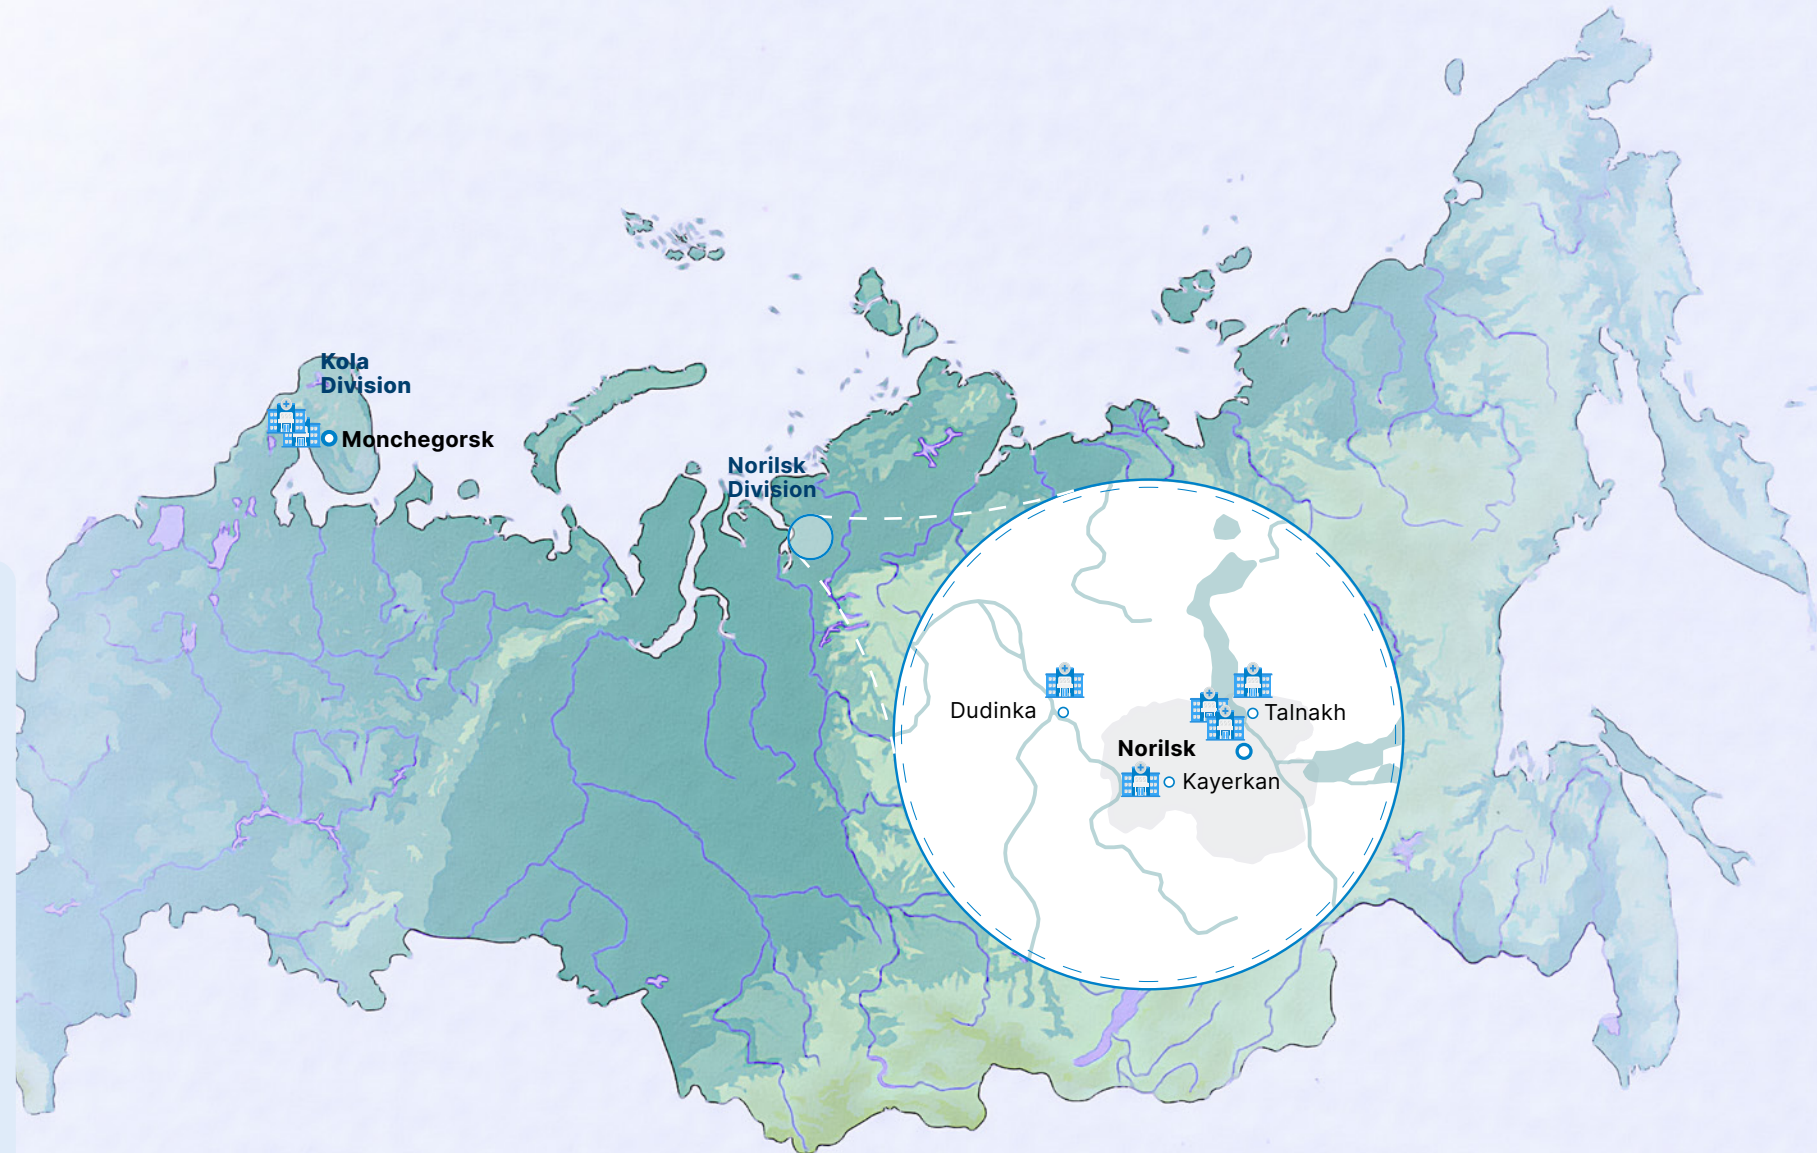 Kola
Division
Monchegorsk
Norilsk
Division
Dudinka
Talnakh
Norilsk
Kayerkan